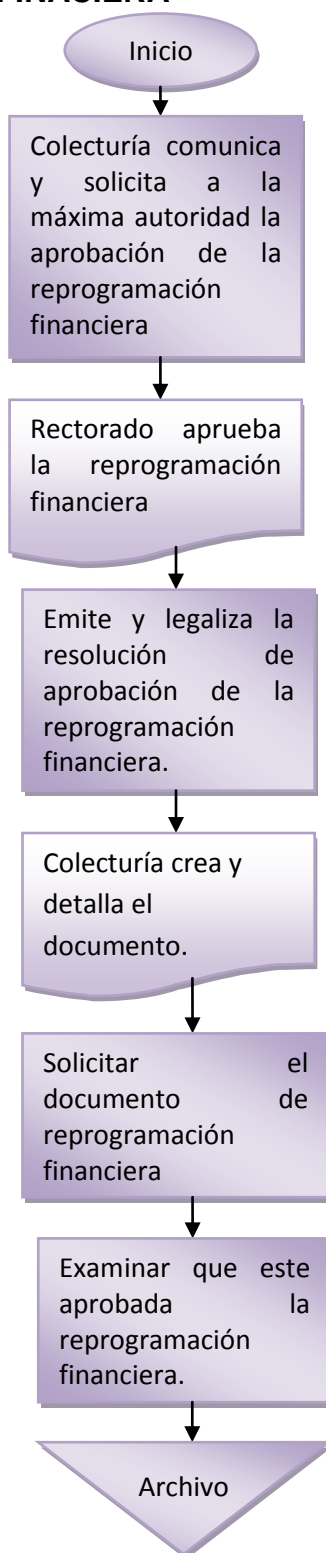 FINASIERA
Inicio
Colecturía comunica
y solicita a la
máxima autoridad la
aprobación de la
reprogramación
financiera
Rectorado aprueba
la reprogramación
financiera
Emite y legaliza la
resolución de
aprobación de la
reprogramación
financiera.
Colecturía crea y
detalla el
documento.
Solicitar el
documento de
reprogramación
financiera
Examinar que este
aprobada la
reprogramación
financiera.
Archivo